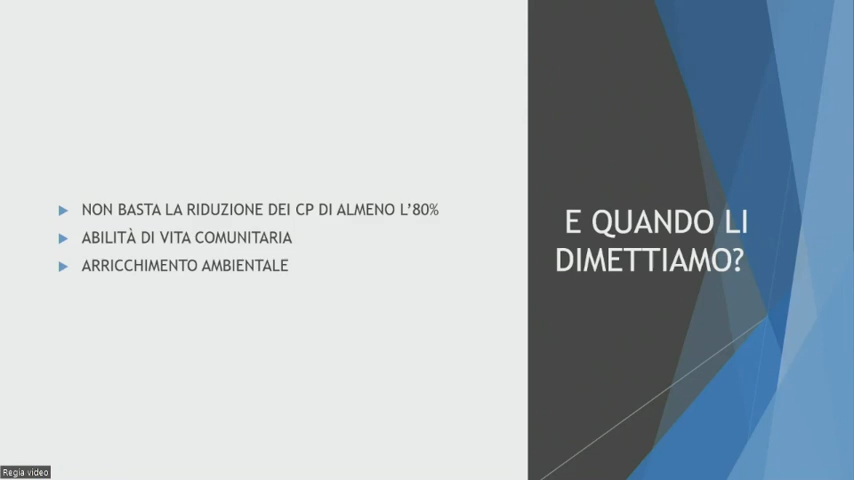 NON BASTA LA RIDUZIONE DEI CP DI ALMENO L'80%
ABILITÀ DI VITA COMUNITARIA
ARRICCHIMENTO AMBIENTALE
E QUANDO LI
DIMETTIAMO?
Regia video